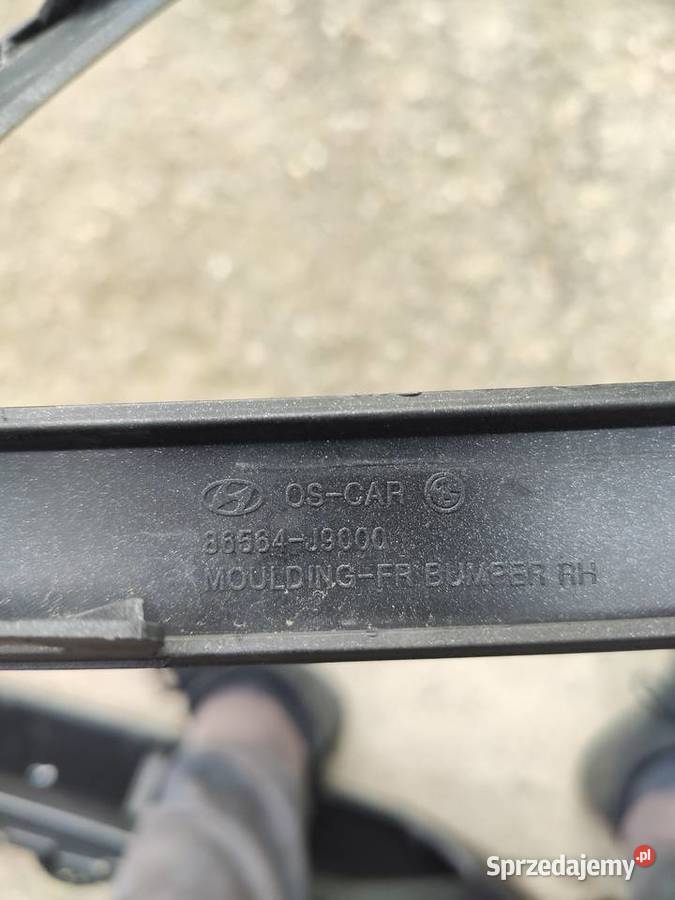 OS-CAR
86564-J9000
MOULDING-FR BUMPER RH
Sprzedajemy.pl